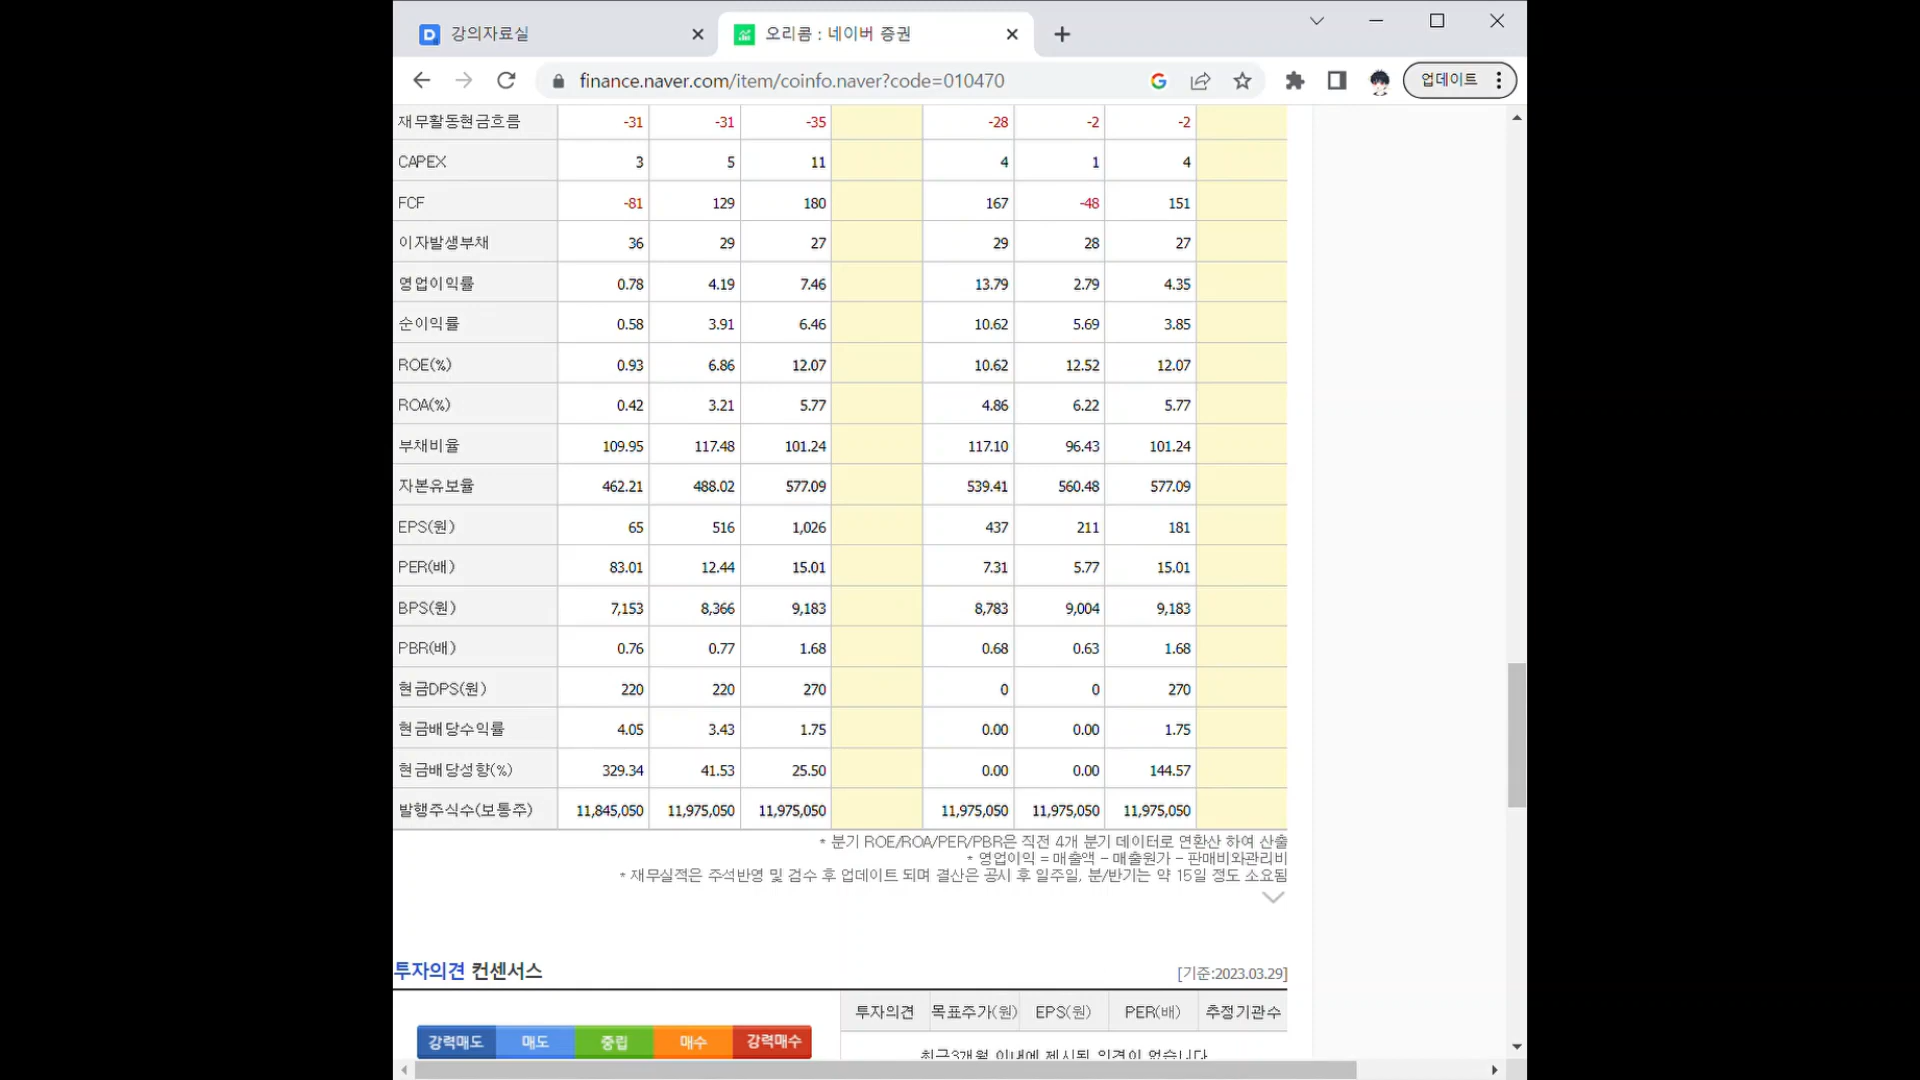 강의자료실
오리콤 : 네이버 증권
finance.naver.com/item/coinfo.naver?code=010470
업데이트
재무활동현금흐름 -31 -31 -35 -28 -2 -2
CAPEX 3 5 11 4 1 4
FCF -81 129 180 167 -48 151
이자발생부채 36 29 27 29 28 27
영업이익률 0.78 4.19 7.46 13.79 2.79 4.35
순이익률 0.58 3.91 6.46 10.62 5.69 3.85
ROE(%) 0.93 6.86 12.07 10.62 12.52 12.07
ROA(%) 0.42 3.21 5.77 4.86 6.22 5.77
부채비율 109.95 117.48 101.24 117.10 96.43 101.24
자본유보율 462.21 488.02 577.09 539.41 560.48 577.09
EPS(원) 65 516 1,026 437 211 181
PER(배) 83.01 12.44 15.01 7.31 5.77 15.01
BPS(원) 7,153 8,366 9,183 8,783 9,004 9,183
PBR(배) 0.76 0.77 1.68 0.68 0.63 1.68
현금DPS(원) 220 220 270 0 0 270
현금배당수익률 4.05 3.43 1.75 0.00 0.00 1.75
현금배당성향(%) 329.34 41.53 25.50 0.00 0.00 144.57
발행주식수(보통주) 11,845,050 11,975,050 11,975,050 11,975,050 11,975,050 11,975,050
* 분기 ROE/ROA/PER/PBR은 직전 4개 분기 데이터로 연환산 하여 산출
* 영업이익 = 매출액 - 매출원가 - 판매비와관리비
* 재무실적은 주석반영 및 검수 후 업데이트 되며 결산은 공시 후 일주일, 분/반기는 약 15일 정도 소요됨
투자의견 컨센서스 [기준:2023.03.29]
투자의견 목표주가(원) EPS(원) PER(배) 추정기관수
강력매도 매도 중립 매수 강력매수
최근3개월 이내에 제시된 의견이 없습니다